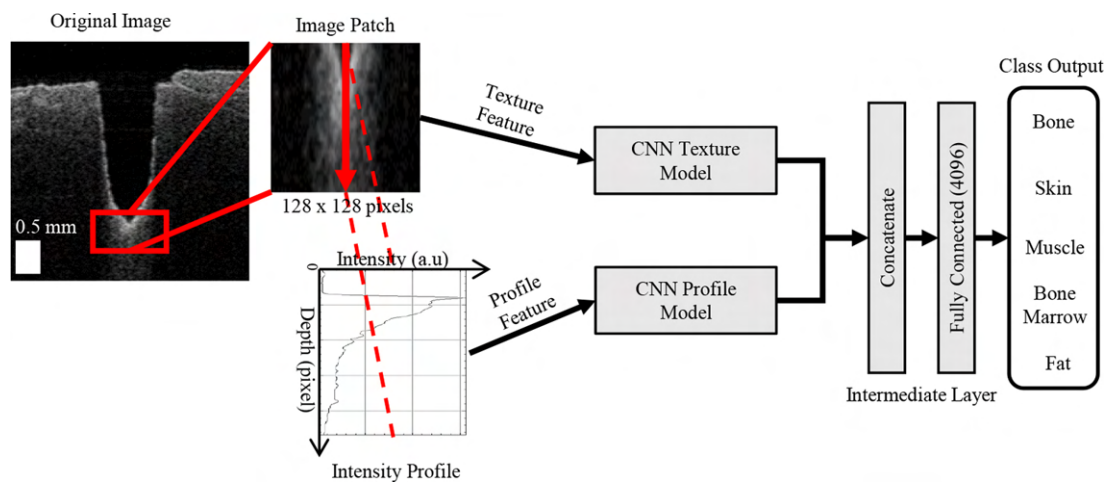 Original Image
0.5 mm
Image Patch
128 x 128 pixels
Texture
Feature
Intensity (a.u)
0
Depth (pixel)
Intensity Profile
Profile
Feature
CNN Texture
Model
CNN Profile
Model
Concatenate
Fully Connected (4096)
Intermediate Layer
Class Output
Bone
Skin
Muscle
Bone
Marrow
Fat